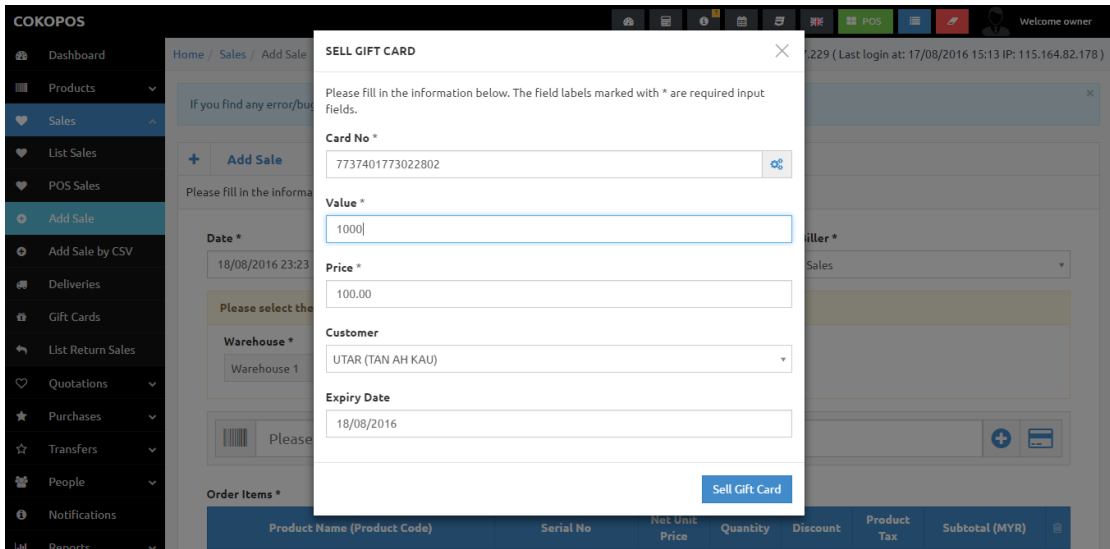 COKOPOS
POS
Welcome owner
Dashboard
Products
Sales
List Sales
POS Sales
Add Sale
Add Sale by CSV
Deliveries
Gift Cards
List Return Sales
Quotations
Purchases
Transfers
People
Notifications
Reports
Home / Sales / Add Sale
.229 ( Last login at: 17/08/2016 15:13 IP: 115.164.82.178 )
If you find any error/bug
×
Add Sale
Please fill in the informa
Date *
18/08/2016 23:23
Biller *
Sales
Please select the
Warehouse *
Warehouse 1
Please
Order Items *
Product Name (Product Code)
Serial No
Net Unit Price
Quantity
Discount
Product Tax
Subtotal (MYR)
SELL GIFT CARD
Please fill in the information below. The field labels marked with * are required input
fields.
Card No *
7737401773022802
Value *
1000
Price *
100.00
Customer
UTAR (TAN AH KAU)
Expiry Date
18/08/2016
Sell Gift Card